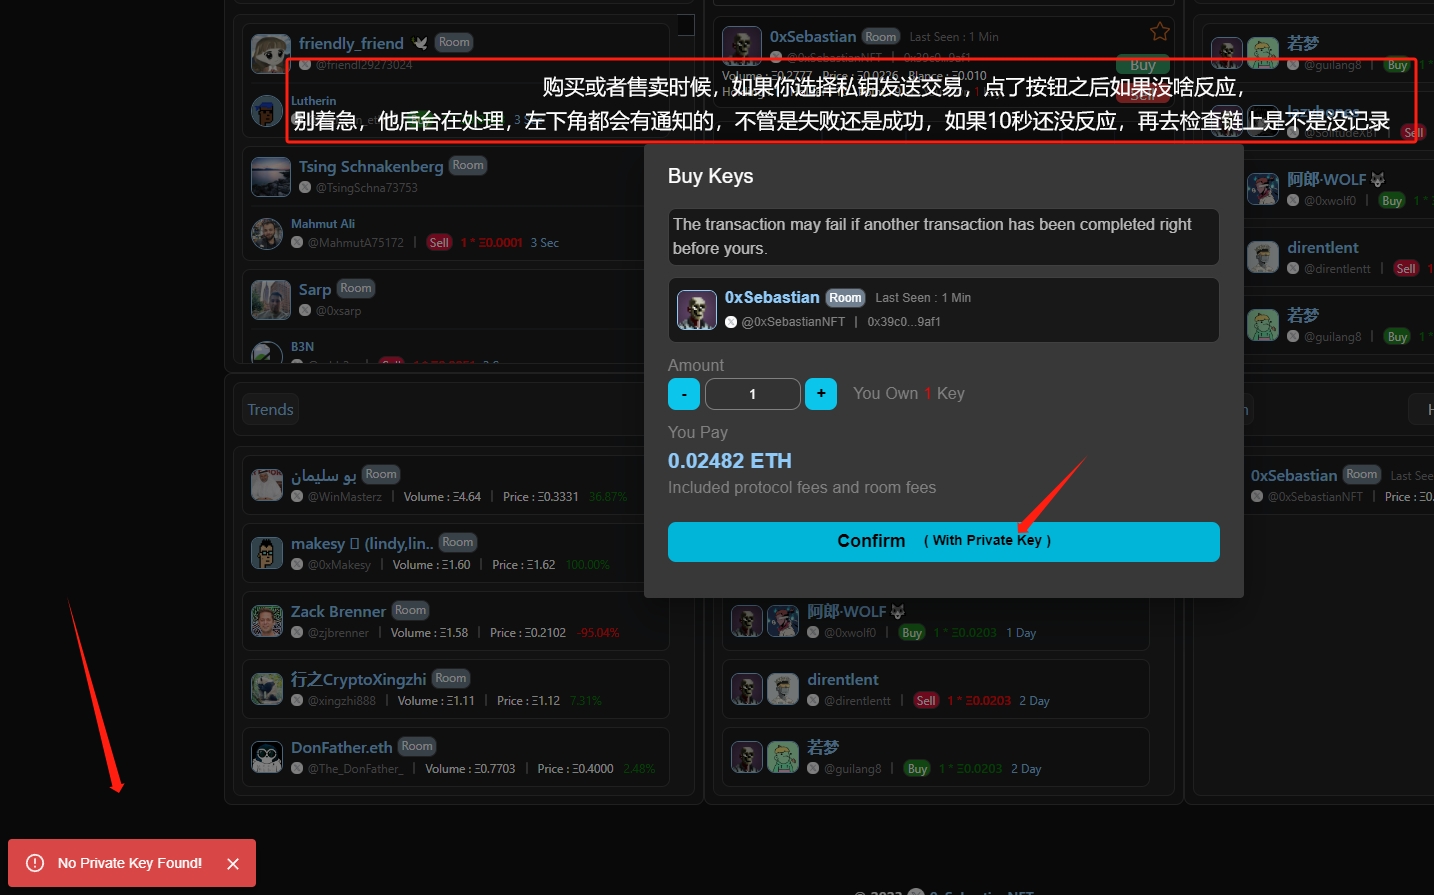 friendly_friend 🕊 Room
@friendl29273024
Lutherin
Tsing Schnakenberg Room
@TsingSchna73753
Mahmut Ali
@MahmutA75172 | Sell 1 * Ξ0.0001 3 Sec
Sarp Room
@0xsarp
B3N
0xSebastian Room Last Seen : 1 Min
@0xSebastianNFT | 0x39c0...9af1
Volume : Ξ0.2777 Price : Ξ0.0226 Blance : Ξ0.010
Buy
Sell
若梦
@guilang8 | Buy
lazybones
@SolitudeXBT | Sell
阿郎·WOLF🐺
@0xwolf0 | Buy 1 *
direntlent
@direntlentt | Sell 1
若梦
@guilang8 | Buy 1 *
购买或者售卖时候，如果你选择私钥发送交易，点了按钮之后如果没啥反应，
别着急，他后台在处理，左下角都会有通知的，不管是失败还是成功，如果10秒还没反应，再去检查链上是不是没记录
Buy Keys
The transaction may fail if another transaction has been completed right
before yours.
0xSebastian Room Last Seen : 1 Min
@0xSebastianNFT | 0x39c0...9af1
Amount
- 1 + You Own 1 Key
You Pay
0.02482 ETH
Included protocol fees and room fees
Confirm ( With Private Key )
Trends
بو سليمان Room
@WinMasterz | Volume : Ξ4.64 | Price : Ξ0.3331 36.87%
makesy (lindy,lin.. Room
@0xMakesy | Volume : Ξ1.60 | Price : Ξ1.62 100.00%
Zack Brenner Room
@zjbrenner | Volume : Ξ1.58 | Price : Ξ0.2102 -95.04%
行之CryptoXingzhi Room
@xingzhi888 | Volume : Ξ1.11 | Price : Ξ1.12 7.31%
DonFather.eth Room
@The_DonFather_ | Volume : Ξ0.7703 | Price : Ξ0.4000 2.48%
阿郎·WOLF🐺
@0xwolf0 | Buy 1 * Ξ0.0203 1 Day
direntlent
@direntlentt | Sell 1 * Ξ0.0203 2 Day
若梦
@guilang8 | Buy 1 * Ξ0.0203 2 Day
0xSebastian Room Last See
@0xSebastianNFT | Price : Ξ0.
No Private Key Found! ×
© 2023 0xSebastianNFT